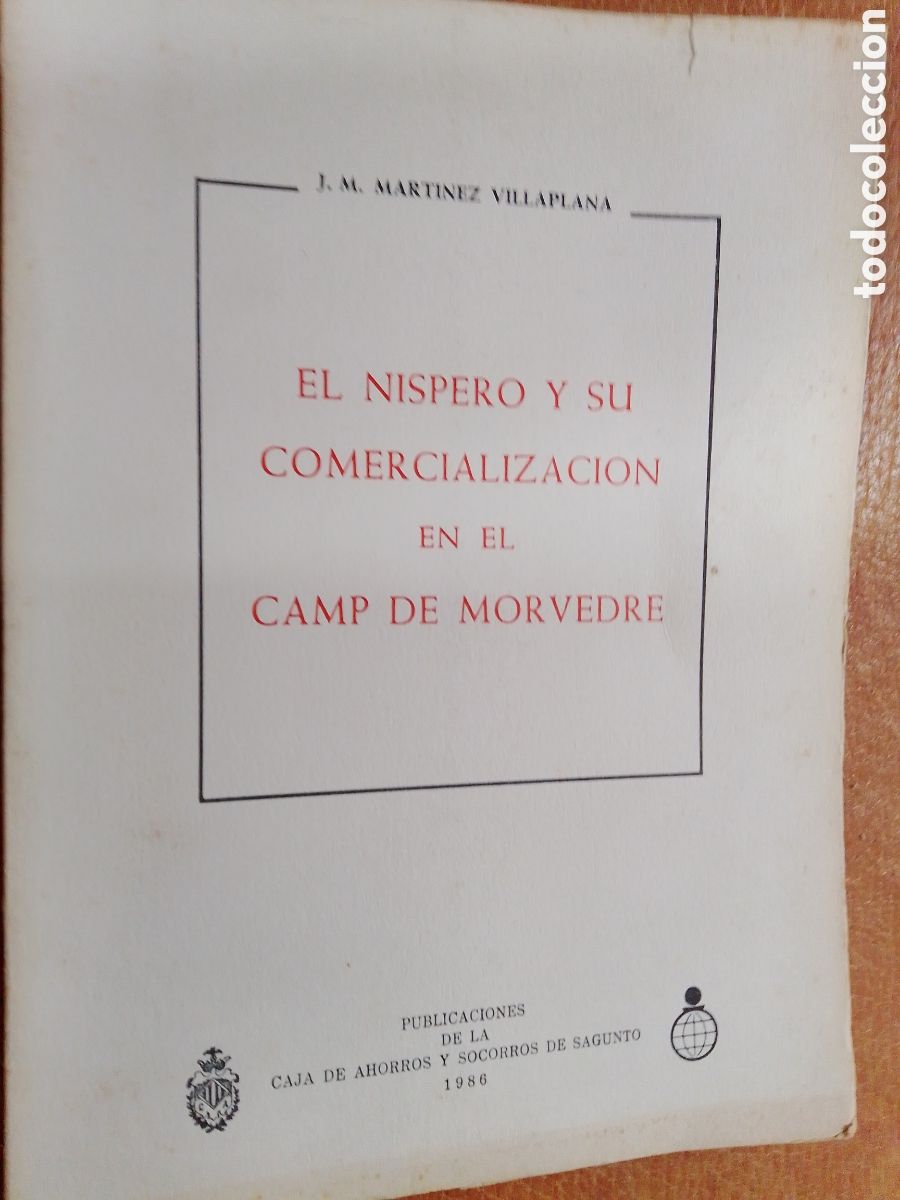 J. M. MARTINEZ VILLAPLANA
EL NISPERO Y SU
COMERCIALIZACION
EN EL
CAMP DE MORVEDRE
PUBLICACIONES
DE LA
CAJA DE AHORROS Y SOCORROS DE SAGUNTO
1986
todocoleccion